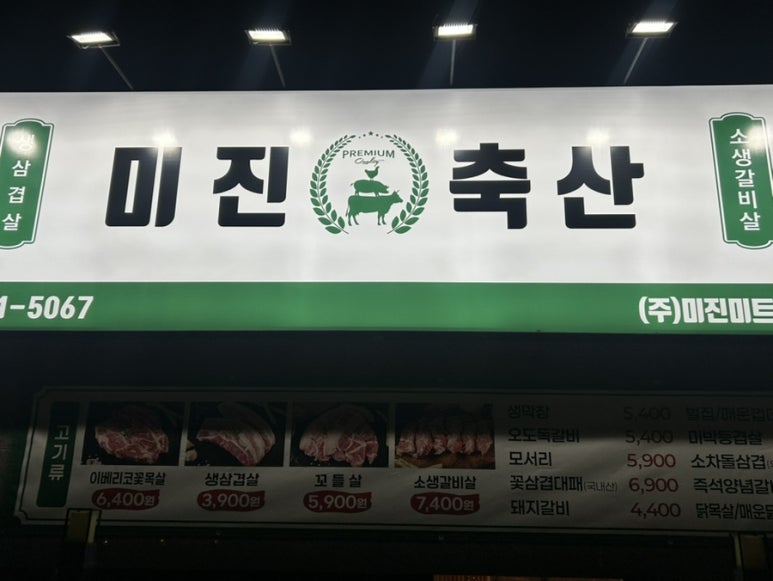 생삼겹살
미진
PREMIUM
축산
소생갈비살
1-5067
(주)미진미트
고기류
이베리코꽃목살
6,400원
생삼겹살
3,900원
꼬들살
5,900원
소생갈비살
7,400원
생막창 5,400
오도독갈비 5,400 미박등겹살
모서리 5,900 소차돌삼겹
꽃삼겹대패(국내산) 6,900 즉석양념갈
돼지갈비 4,400 닭목살/매운